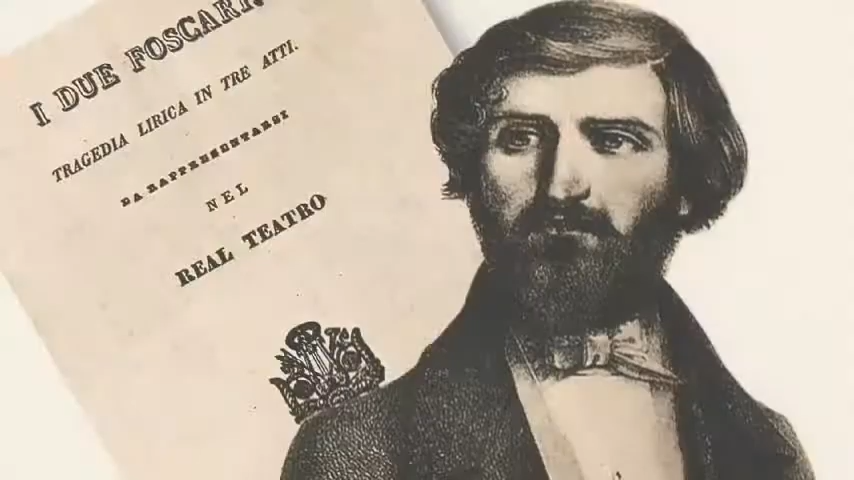 I DUE FOSCARI.
TRAGEDIA LIRICA IN TRE ATTI.
DA RAPPRESENTARSI
NEL
REAL TEATRO